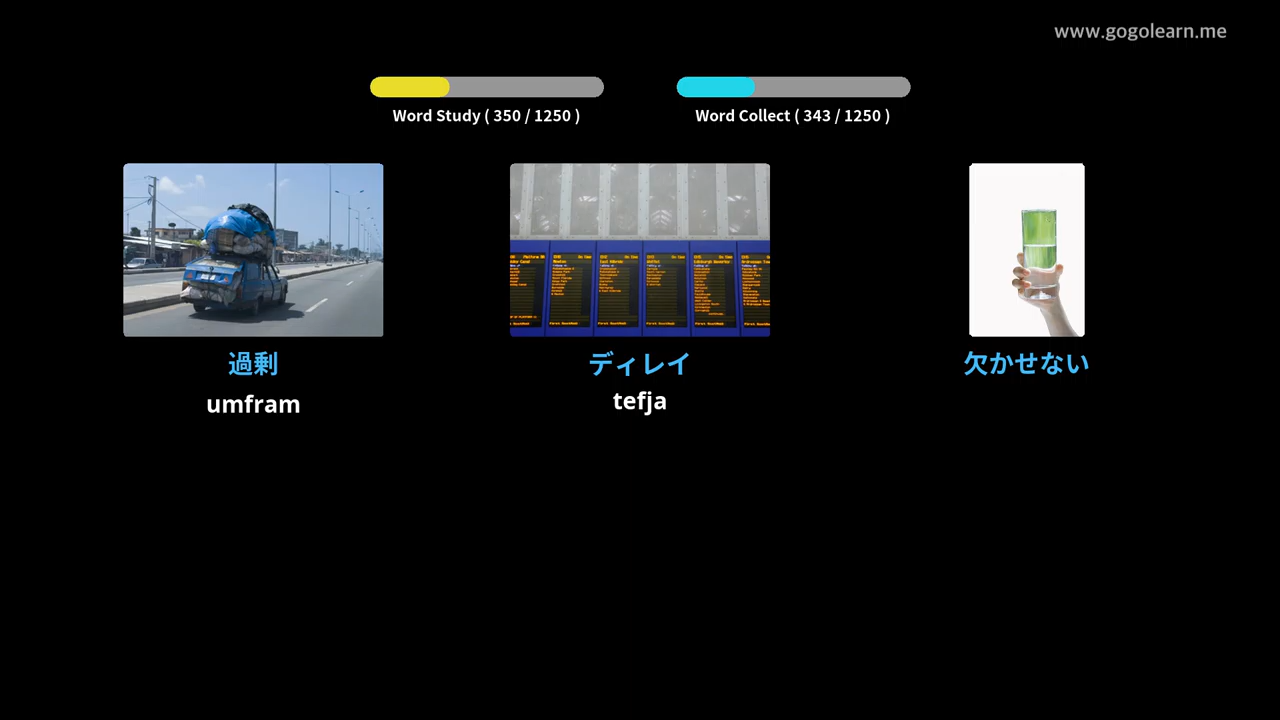 www.gogolearn.me
Word Study ( 350 / 1250 )
Word Collect ( 343 / 1250 )
過剰
umfram
ディレイ
tefja
欠かせない